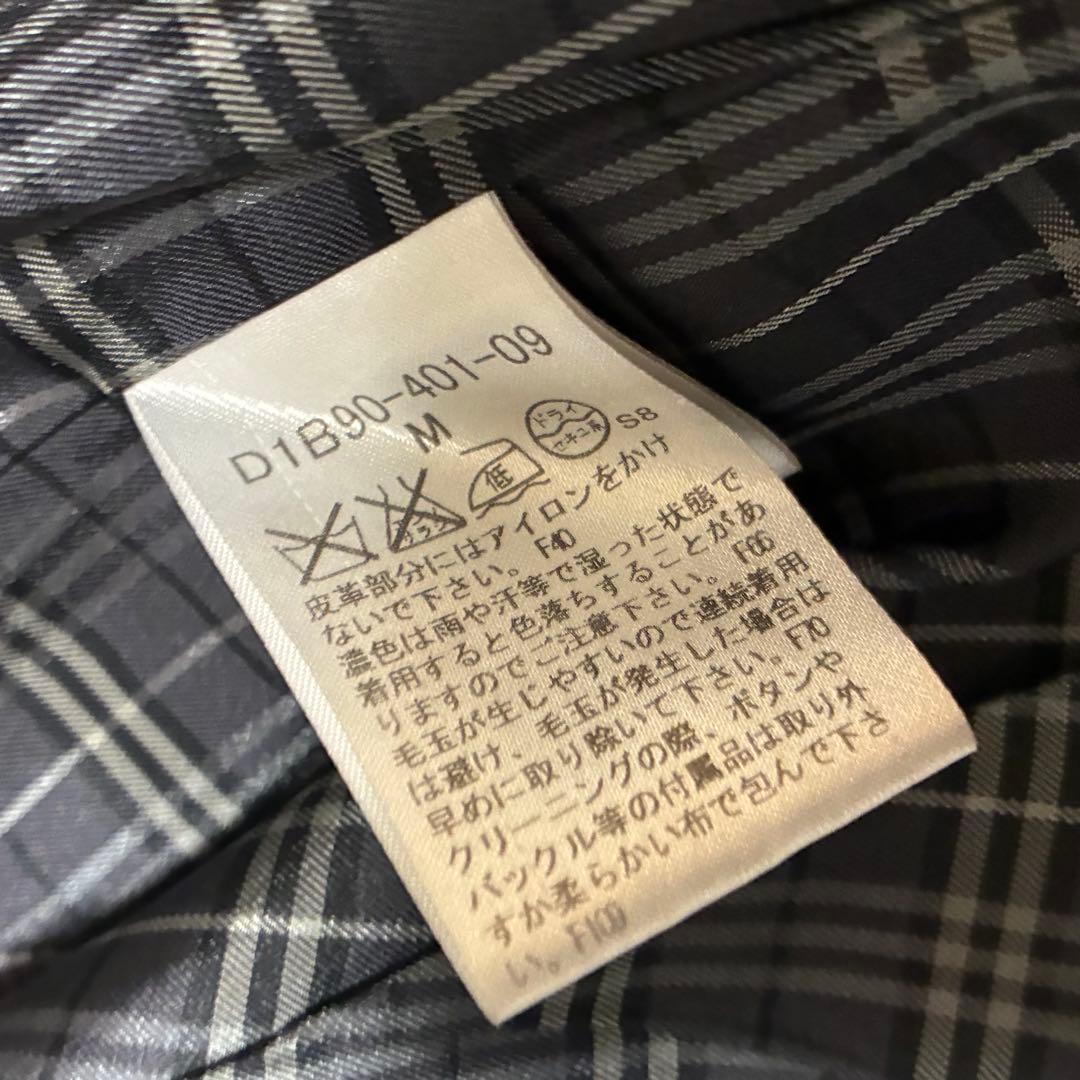 D1B90-401-09
M
エンソ サラシ 低 ドライ セキユ系 S8
皮革部分にはアイロンをかけ
ないで下さい。 F40
濃色は雨や汗等で湿った状態で
着用すると色落ちすることがあ
りますのでご注意下さい。 F66
毛玉が生じやすいので連続着用
は避け、毛玉が発生した場合は
早めに取り除いて下さい。 F70
クリーニングの際、ボタンや
バックル等の付属品は取り外
すか柔らかい布で包んで下さ
い。F100